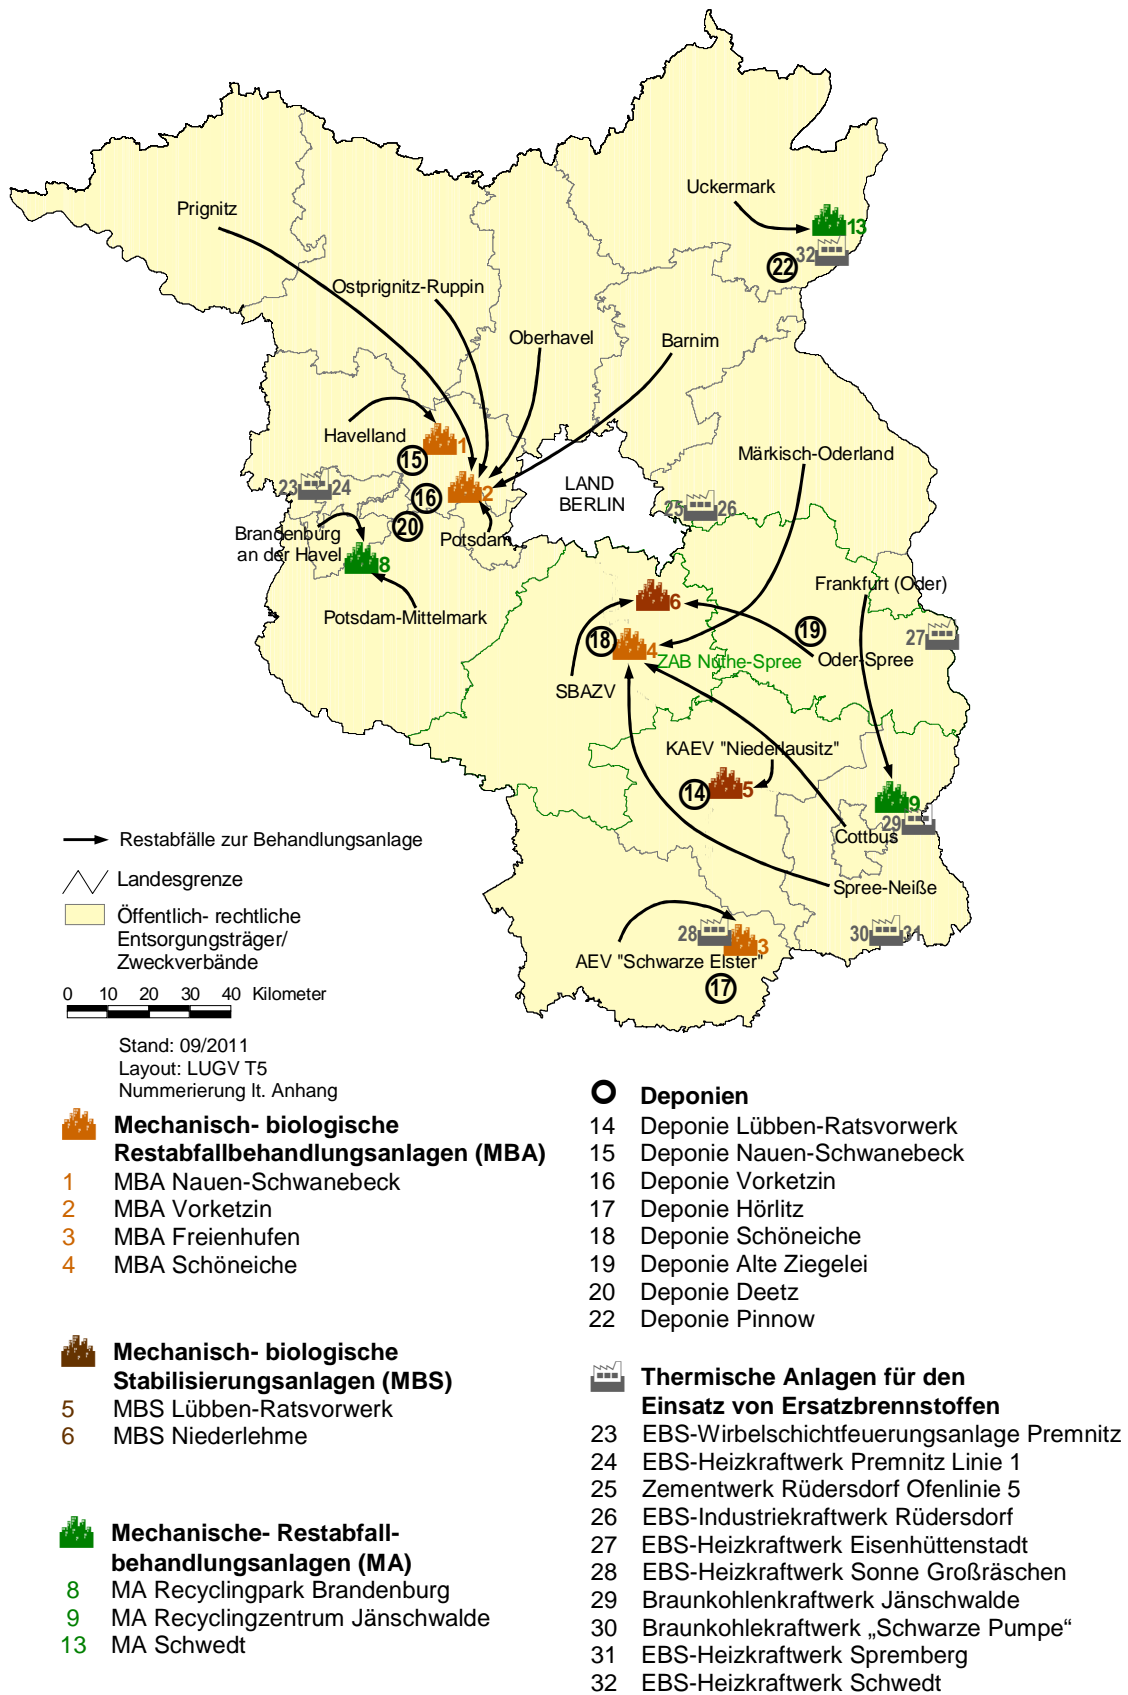 Uckermark
13
32
22
Prignitz
Ostprignitz-Ruppin
Oberhavel
Barnim
Havelland
1
15
Märkisch-Oderland
23
24
16
2
LAND
BERLIN
25
26
20
Brandenburg
an der Havel
Potsdam
8
Frankfurt (Oder)
Potsdam-Mittelmark
6
18
4
19
27
ZAB Nuthe-Spree
Oder-Spree
SBAZV
KAEV "Niederlausitz"
14
5
9
29
Cottbus
Spree-Neiße
28
3
30
31
AEV "Schwarze Elster"
17
Restabfälle zur Behandlungsanlage
Landesgrenze
Öffentlich- rechtliche
Entsorgungsträger/
Zweckverbände
0 10 20 30 40 Kilometer
Stand: 09/2011
Layout: LUGV T5
Nummerierung lt. Anhang
Mechanisch- biologische
Restabfallbehandlungsanlagen (MBA)
1 MBA Nauen-Schwanebeck
2 MBA Vorketzin
3 MBA Freienhufen
4 MBA Schöneiche
Mechanisch- biologische
Stabilisierungsanlagen (MBS)
5 MBS Lübben-Ratsvorwerk
6 MBS Niederlehme
Mechanische- Restabfall-
behandlungsanlagen (MA)
8 MA Recyclingpark Brandenburg
9 MA Recyclingzentrum Jänschwalde
13 MA Schwedt
Deponien
14 Deponie Lübben-Ratsvorwerk
15 Deponie Nauen-Schwanebeck
16 Deponie Vorketzin
17 Deponie Hörlitz
18 Deponie Schöneiche
19 Deponie Alte Ziegelei
20 Deponie Deetz
22 Deponie Pinnow
Thermische Anlagen für den
Einsatz von Ersatzbrennstoffen
23 EBS-Wirbelschichtfeuerungsanlage Premnitz
24 EBS-Heizkraftwerk Premnitz Linie 1
25 Zementwerk Rüdersdorf Ofenlinie 5
26 EBS-Industriekraftwerk Rüdersdorf
27 EBS-Heizkraftwerk Eisenhüttenstadt
28 EBS-Heizkraftwerk Sonne Großräschen
29 Braunkohlenkraftwerk Jänschwalde
30 Braunkohlekraftwerk „Schwarze Pumpe“
31 EBS-Heizkraftwerk Spremberg
32 EBS-Heizkraftwerk Schwedt